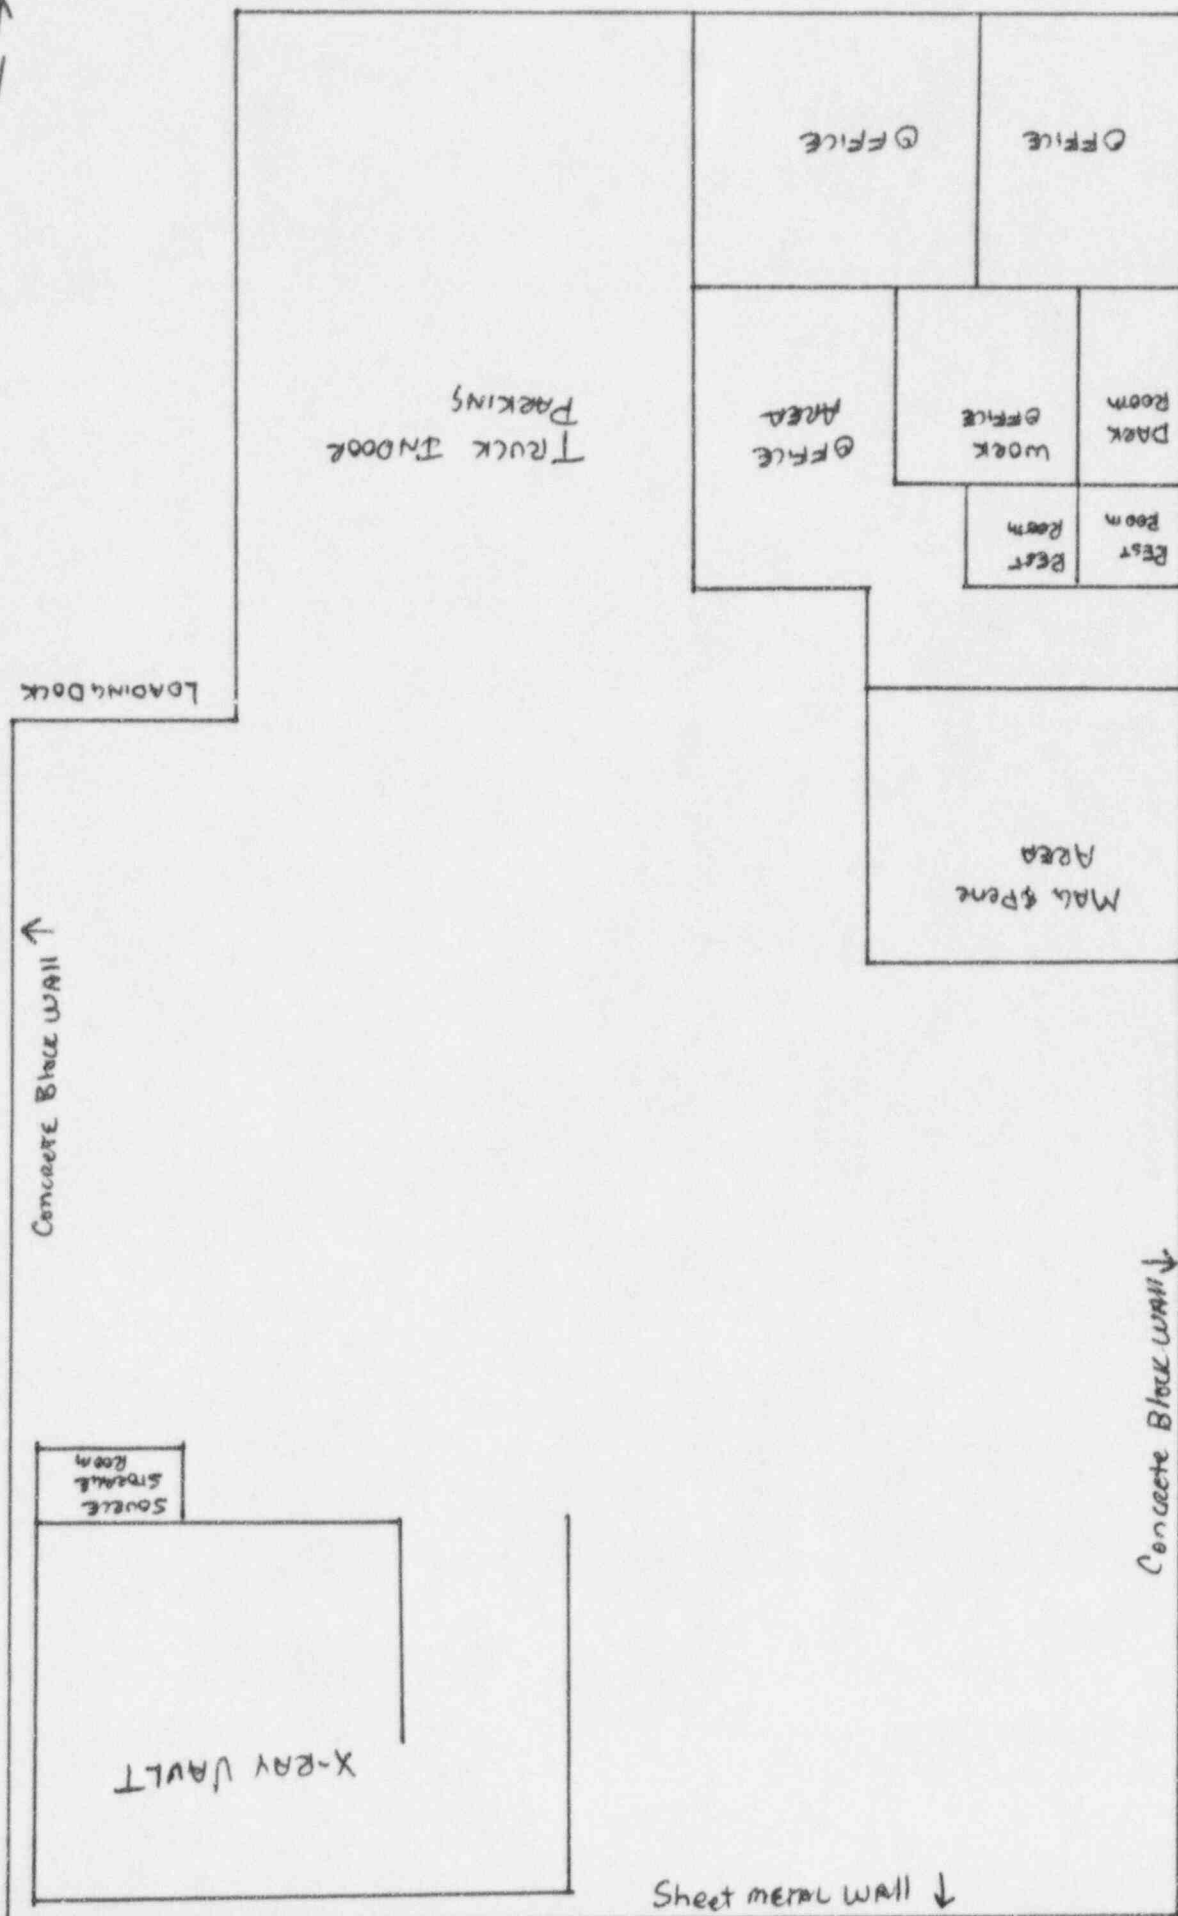 OFFICE
OFFICE
TRUCK INDOOR
PARKING
OFFICE
AREA
WORK
OFFICE
DARK
ROOM
REST
ROOM
REST
ROOM
LOADING DOCK
MAG & PENE
AREA
Concrete Block Wall ↑
Concrete Block Wall ↓
SOURCE
STORAGE
ROOM
X-RAY VAULT
Sheet metal wall ↓